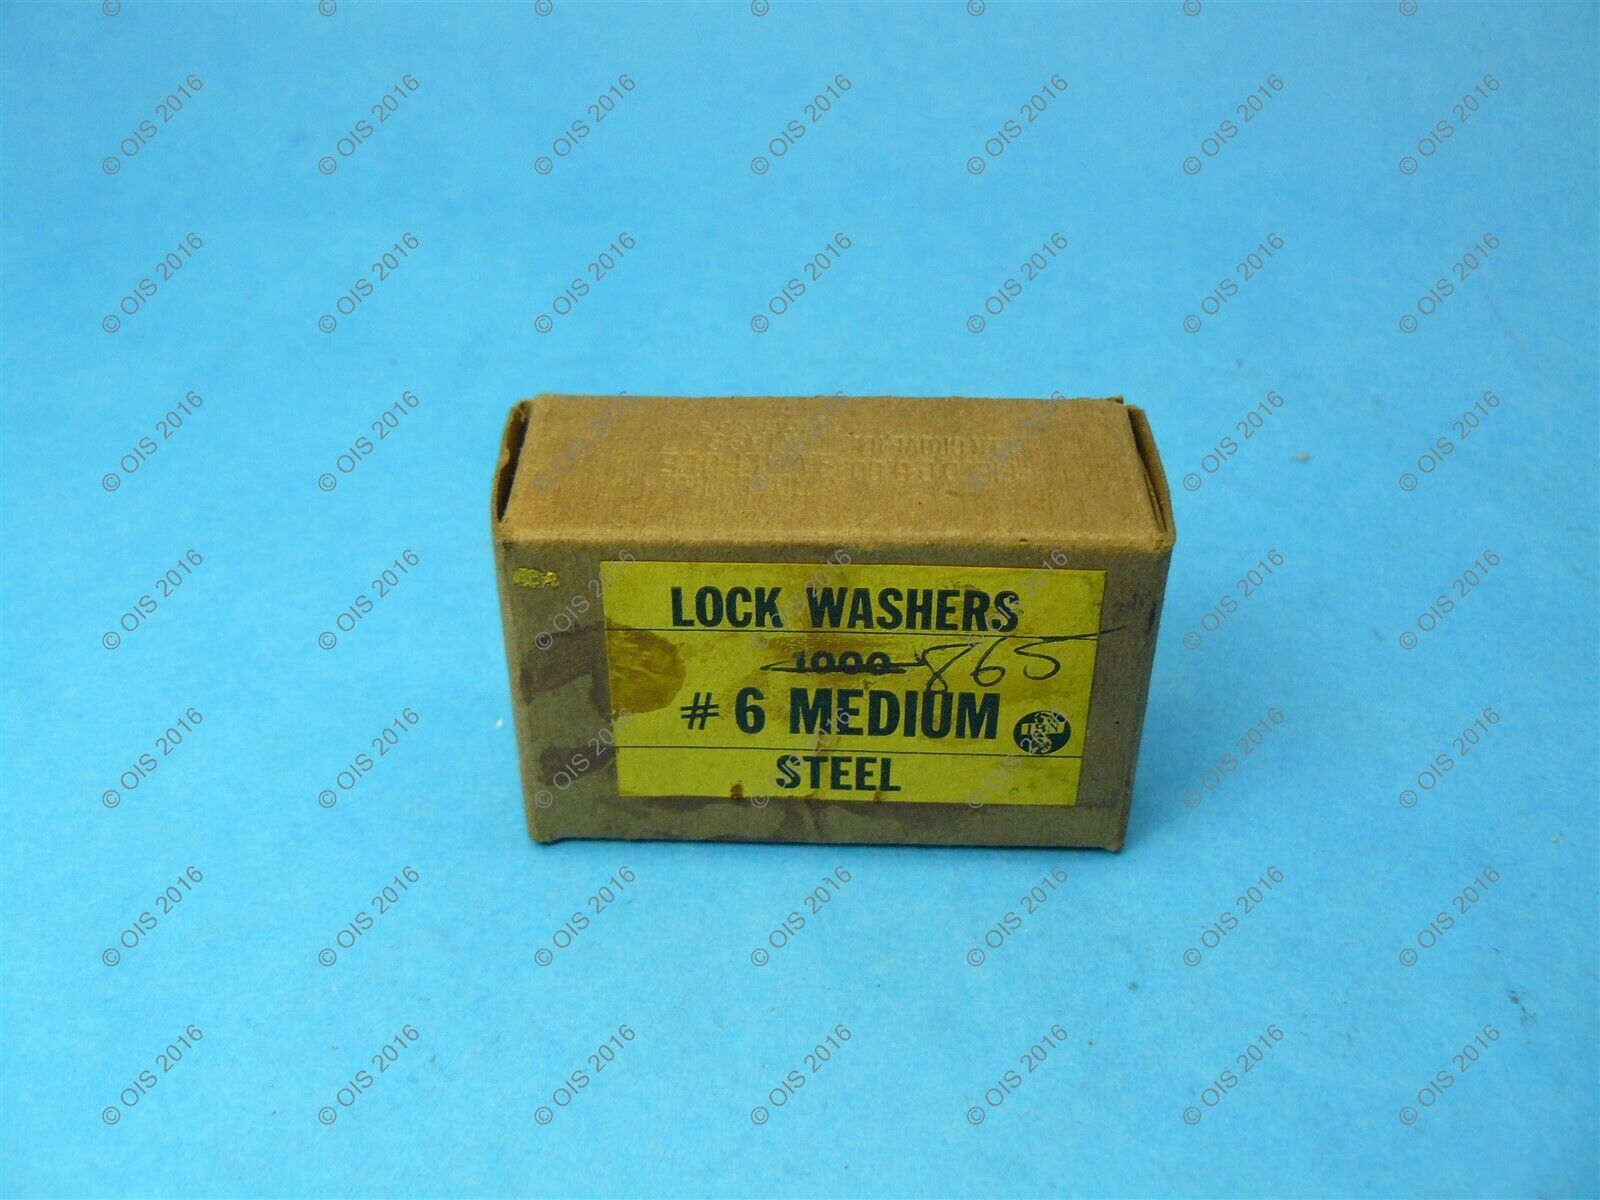 LOCK WASHERS
1000 865
# 6 MEDIUM
STEEL
© OIS 2016